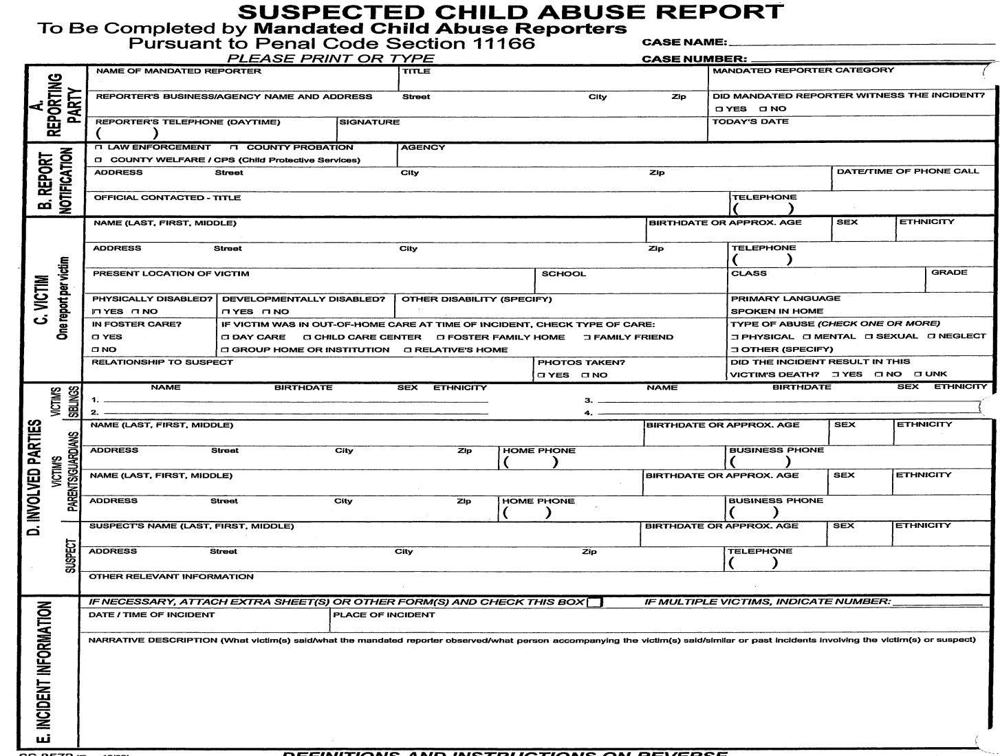 SUSPECTED CHILD ABUSE REPORT
To Be Completed by Mandated Child Abuse Reporters
Pursuant to Penal Code Section 11166
CASE NAME:
PLEASE PRINT OR TYPE
CASE NUMBER:
A. REPORTING PARTY
NAME OF MANDATED REPORTER TITLE MANDATED REPORTER CATEGORY
REPORTER'S BUSINESS/AGENCY NAME AND ADDRESS Street City Zip DID MANDATED REPORTER WITNESS THE INCIDENT?
☐ YES ☐ NO
REPORTER'S TELEPHONE (DAYTIME) SIGNATURE TODAY'S DATE
( )
B. REPORT NOTIFICATION
☐ LAW ENFORCEMENT ☐ COUNTY PROBATION AGENCY
☐ COUNTY WELFARE / CPS (Child Protective Services)
ADDRESS Street City Zip DATE/TIME OF PHONE CALL
OFFICIAL CONTACTED - TITLE TELEPHONE
( )
C. VICTIM
One report per victim
NAME (LAST, FIRST, MIDDLE) BIRTHDATE OR APPROX. AGE SEX ETHNICITY
ADDRESS Street City Zip TELEPHONE
( )
PRESENT LOCATION OF VICTIM SCHOOL CLASS GRADE
PHYSICALLY DISABLED? DEVELOPMENTALLY DISABLED? OTHER DISABILITY (SPECIFY) PRIMARY LANGUAGE
☐ YES ☐ NO ☐ YES ☐ NO SPOKEN IN HOME
IN FOSTER CARE? IF VICTIM WAS IN OUT-OF-HOME CARE AT TIME OF INCIDENT, CHECK TYPE OF CARE: TYPE OF ABUSE (CHECK ONE OR MORE)
☐ YES ☐ DAY CARE ☐ CHILD CARE CENTER ☐ FOSTER FAMILY HOME ☐ FAMILY FRIEND ☐ PHYSICAL ☐ MENTAL ☐ SEXUAL ☐ NEGLECT
☐ NO ☐ GROUP HOME OR INSTITUTION ☐ RELATIVE'S HOME ☐ OTHER (SPECIFY)
RELATIONSHIP TO SUSPECT PHOTOS TAKEN? DID THE INCIDENT RESULT IN THIS
☐ YES ☐ NO VICTIM'S DEATH? ☐ YES ☐ NO ☐ UNK
D. INVOLVED PARTIES
VICTIM'S SIBLINGS
NAME BIRTHDATE SEX ETHNICITY NAME BIRTHDATE SEX ETHNICITY
1. 3.
2. 4.
VICTIM'S PARENTS/GUARDIANS
NAME (LAST, FIRST, MIDDLE) BIRTHDATE OR APPROX. AGE SEX ETHNICITY
ADDRESS Street City Zip HOME PHONE BUSINESS PHONE
( ) ( )
NAME (LAST, FIRST, MIDDLE) BIRTHDATE OR APPROX. AGE SEX ETHNICITY
ADDRESS Street City Zip HOME PHONE BUSINESS PHONE
( ) ( )
SUSPECT
SUSPECT'S NAME (LAST, FIRST, MIDDLE) BIRTHDATE OR APPROX. AGE SEX ETHNICITY
ADDRESS Street City Zip TELEPHONE
( )
OTHER RELEVANT INFORMATION
E. INCIDENT INFORMATION
IF NECESSARY, ATTACH EXTRA SHEET(S) OR OTHER FORM(S) AND CHECK THIS BOX ☐ IF MULTIPLE VICTIMS, INDICATE NUMBER:
DATE / TIME OF INCIDENT PLACE OF INCIDENT
NARRATIVE DESCRIPTION (What victim(s) said/what the mandated reporter observed/what person accompanying the victim(s) said/similar or past incidents involving the victim(s) or suspect)
DEFINITIONS AND INSTRUCTIONS ON REVERSE